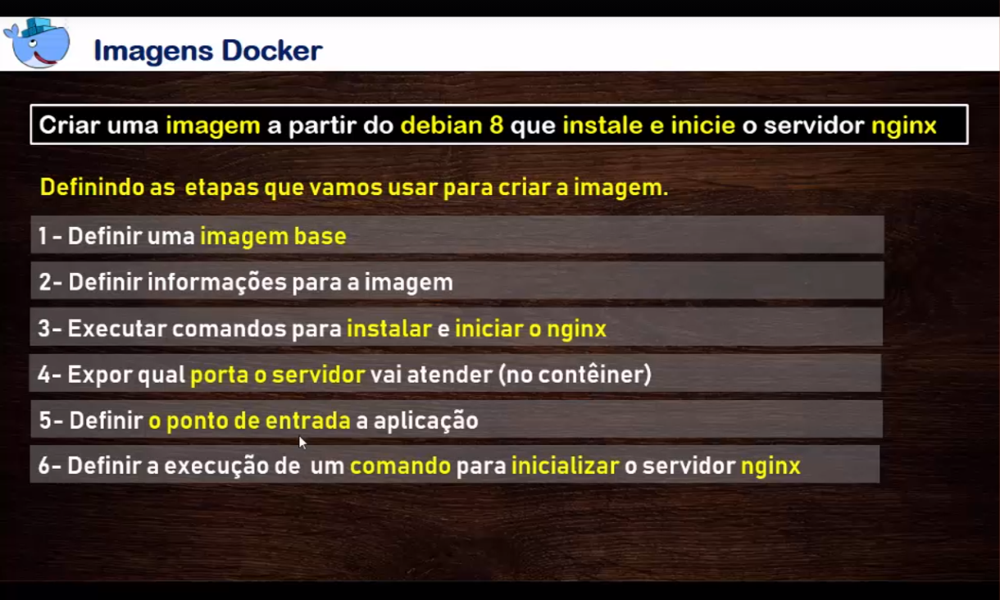 Imagens Docker
Criar uma imagem a partir do debian 8 que instale e inicie o servidor nginx
Definindo as etapas que vamos usar para criar a imagem.
1- Definir uma imagem base
2- Definir informações para a imagem
3- Executar comandos para instalar e iniciar o nginx
4- Expor qual porta o servidor vai atender (no contêiner)
5- Definir o ponto de entrada a aplicação
6- Definir a execução de um comando para inicializar o servidor nginx